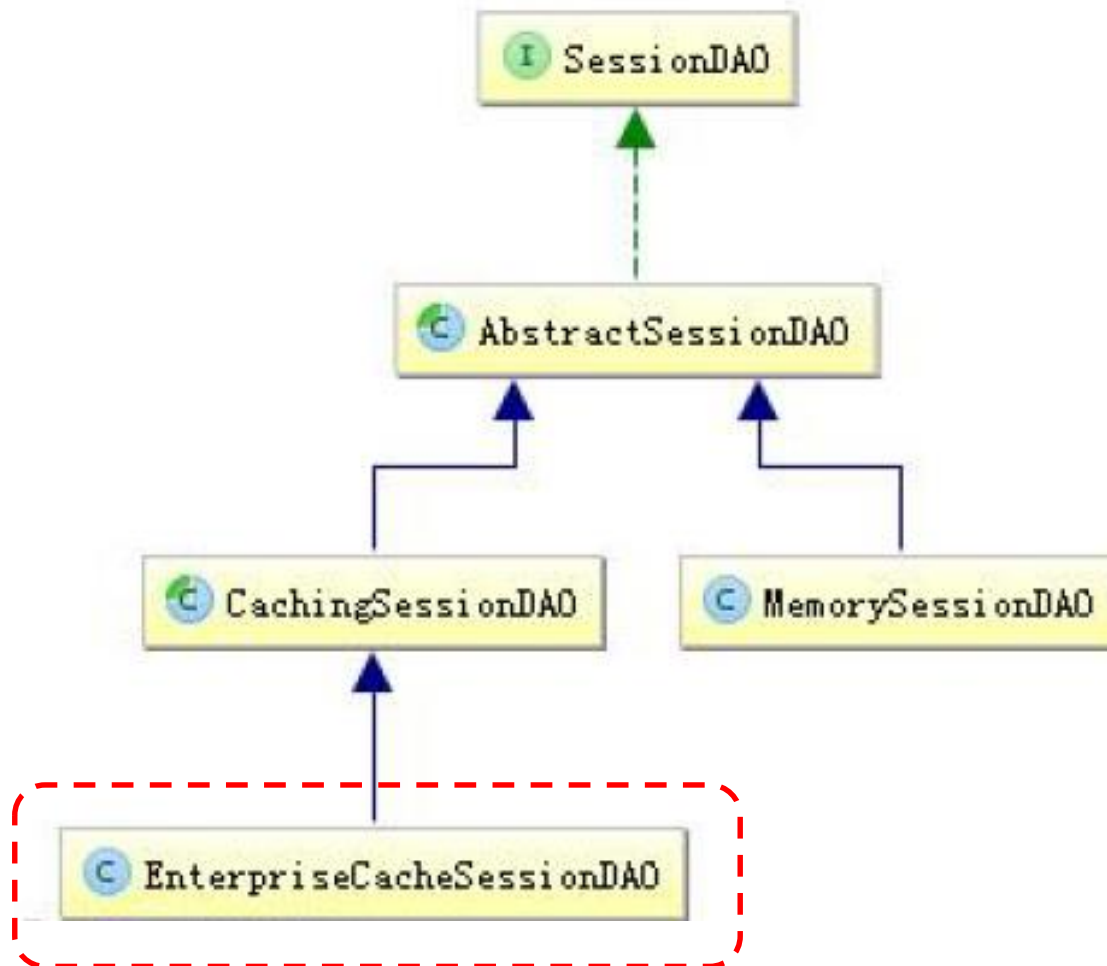 I SessionDAO
C AbstractSessionDAO
C CachingSessionDAO
C MemorySessionDAO
C EnterpriseCacheSessionDAO